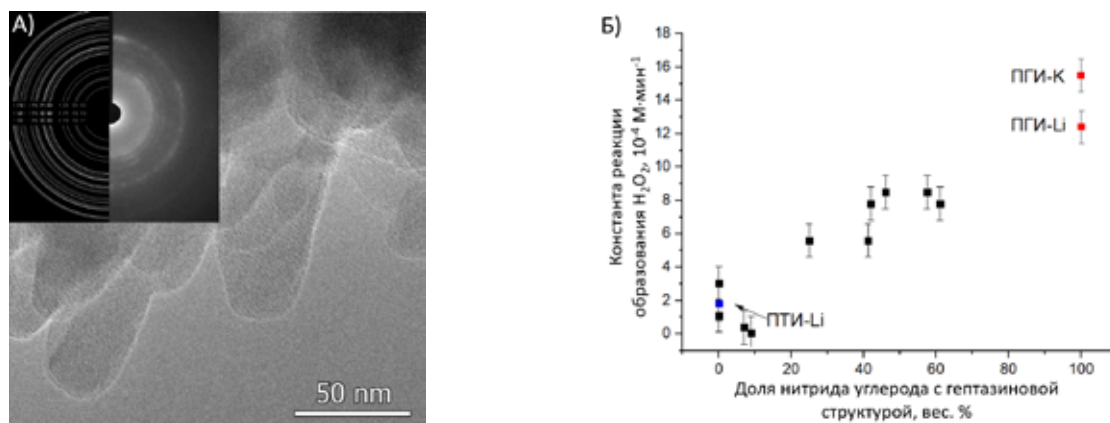 А)
50 nm
Б)
Константа реакции
образования H₂O₂, 10⁻⁴ М·мин⁻¹
18
16
14
12
10
8
6
4
2
0
ПГИ-К
ПГИ-Li
ПТИ-Li
0 20 40 60 80 100
Доля нитрида углерода с гептазиновой
структурой, вес. %